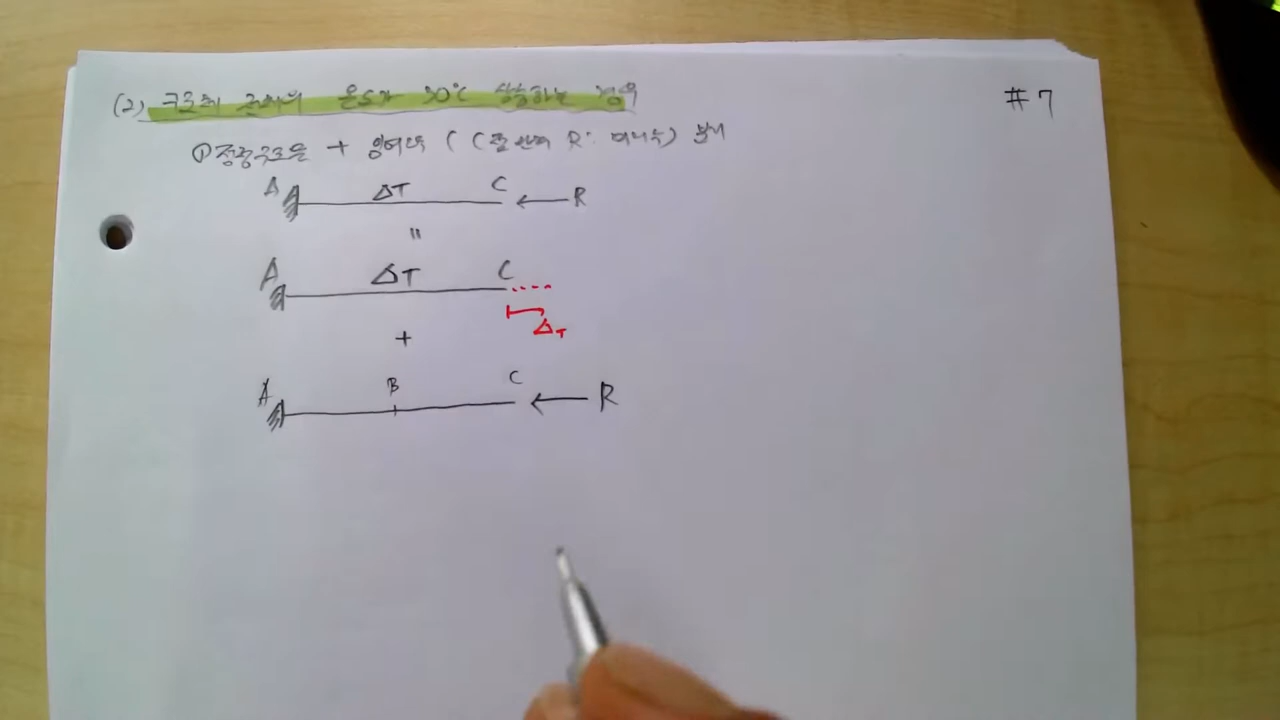 (2) 구조물 전체의 온도가 30℃ 상승하는 경우
#7
① 정정구조물 + 잉여력 (C점 반력 R: 미지수) 분리
A ΔT C ← R
"
A ΔT C
ΔT
+
A B C ← R